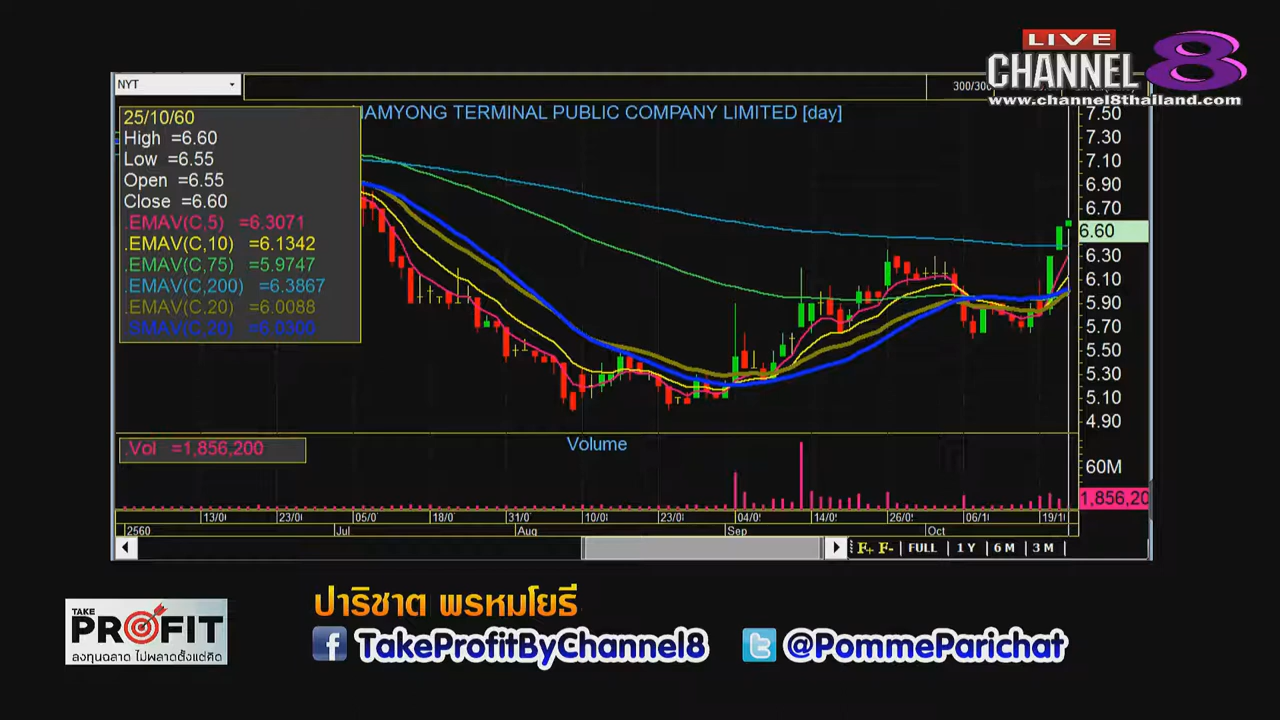 LIVE
CHANNEL 8
www.channel8thailand.com
NYT
300/300
IAMYONG TERMINAL PUBLIC COMPANY LIMITED [day]
25/10/60
High =6.60
Low =6.55
Open =6.55
Close =6.60
.EMAV(C,5) =6.3071
.EMAV(C,10) =6.1342
.EMAV(C,75) =5.9747
.EMAV(C,200) =6.3867
.EMAV(C,20) =6.0088
.SMAV(C,20) =6.0300
7.50
7.30
7.10
6.90
6.70
6.60
6.30
6.10
5.90
5.70
5.50
5.30
5.10
4.90
.Vol =1,856,200
Volume
60M
1,856,20
13/0 23/0 05/0 18/0 31/0 10/0 23/0 04/0 14/0 26/0 06/1 19/1
2560 Jul Aug Sep Oct
F+ F- FULL 1 Y 6 M 3 M
TAKE
PROFIT
ลงทุนฉลาด ไม่พลาดตั้งแต่คิด
ปาริชาต พรหมโยธี
f TakeProfitByChannel8
t @PommeParichat